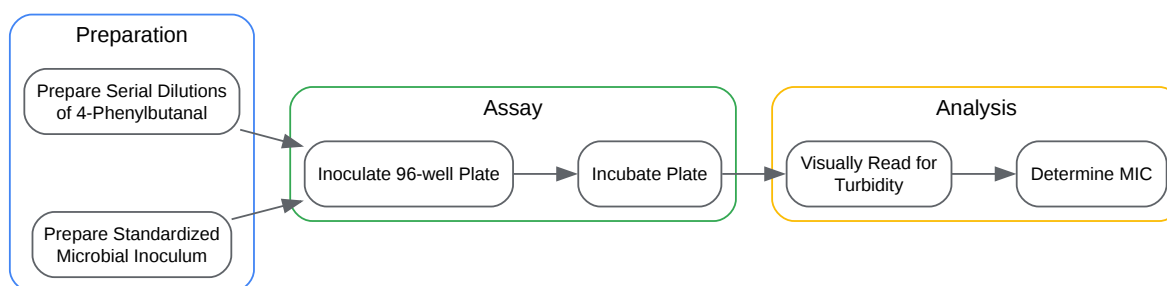 Preparation
Prepare Serial Dilutions
of 4-Phenylbutanal
Prepare Standardized
Microbial Inoculum
Assay
Inoculate 96-well Plate
Incubate Plate
Analysis
Visually Read for
Turbidity
Determine MIC